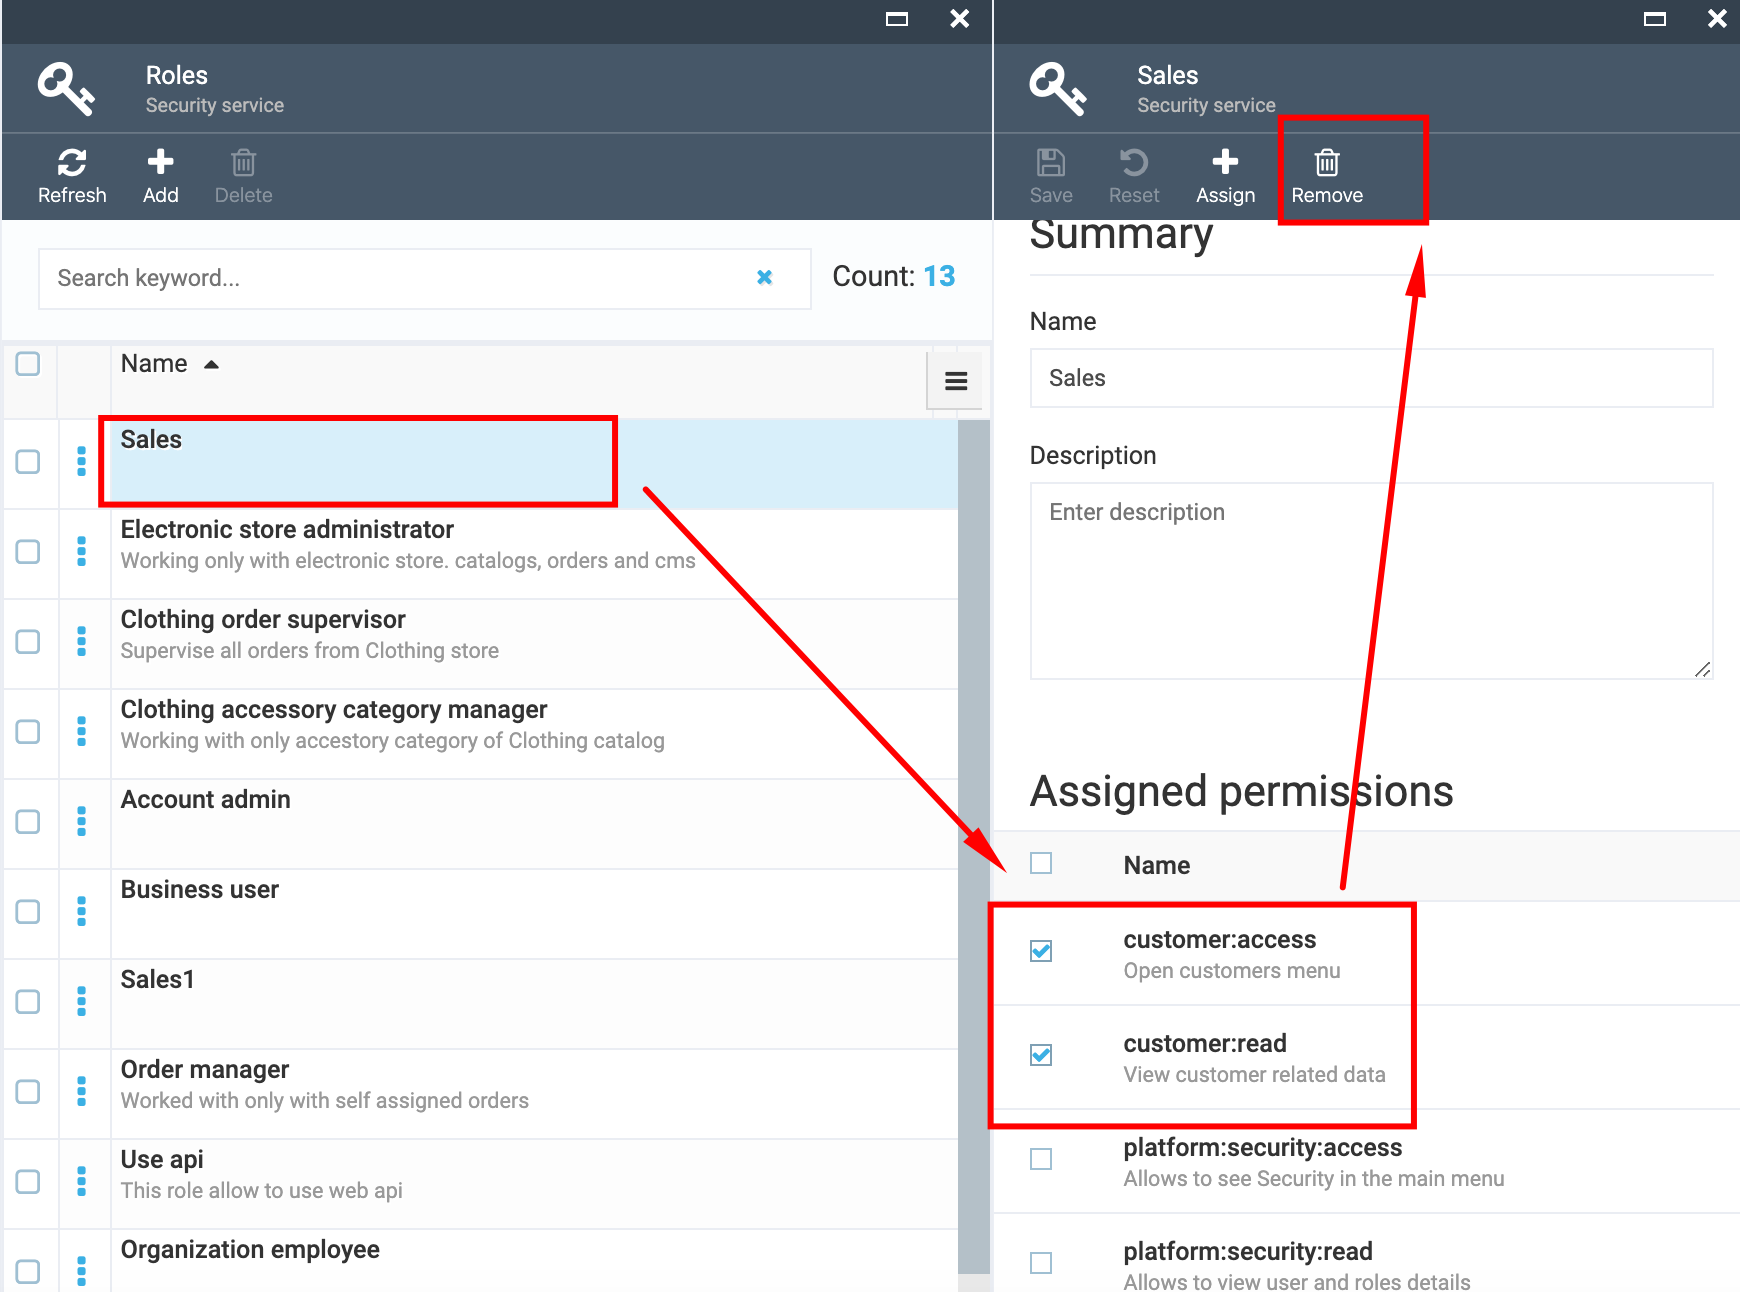 Roles
Security service
Refresh
Add
Delete
Search keyword...
Count: 13
Name
Sales
Electronic store administrator
Working only with electronic store. catalogs, orders and cms
Clothing order supervisor
Supervise all orders from Clothing store
Clothing accessory category manager
Working with only accestory category of Clothing catalog
Account admin
Business user
Sales1
Order manager
Worked with only with self assigned orders
Use api
This role allow to use web api
Organization employee
Sales
Security service
Save
Reset
Assign
Remove
Summary
Name
Sales
Description
Enter description
Assigned permissions
Name
customer:access
Open customers menu
customer:read
View customer related data
platform:security:access
Allows to see Security in the main menu
platform:security:read
Allows to view user and roles details